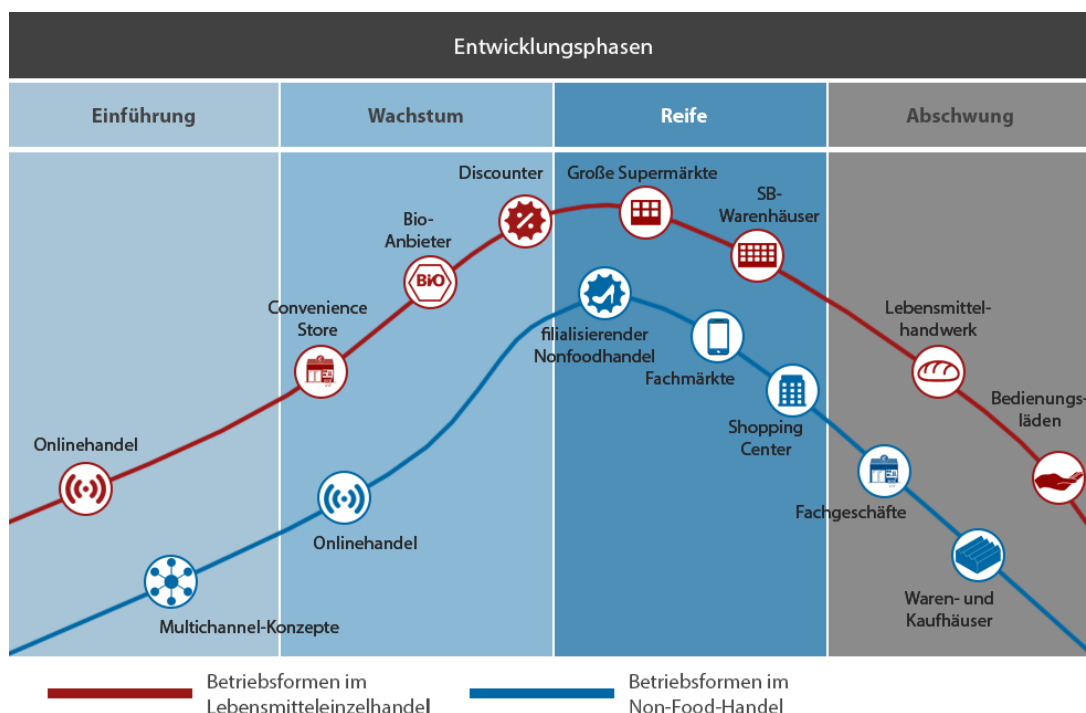 Entwicklungsphasen
Einführung
Wachstum
Reife
Abschwung
Discounter
Große Supermärkte
SB-
Warenhäuser
Bio-
Anbieter
BiO
Convenience
Store
filialisierender
Nonfoodhandel
Fachmärkte
Lebensmittel-
handwerk
Shopping
Center
Bedienungs-
läden
Onlinehandel
Onlinehandel
Fachgeschäfte
Multichannel-Konzepte
Waren- und
Kaufhäuser
Betriebsformen im
Lebensmitteleinzelhandel
Betriebsformen im
Non-Food-Handel